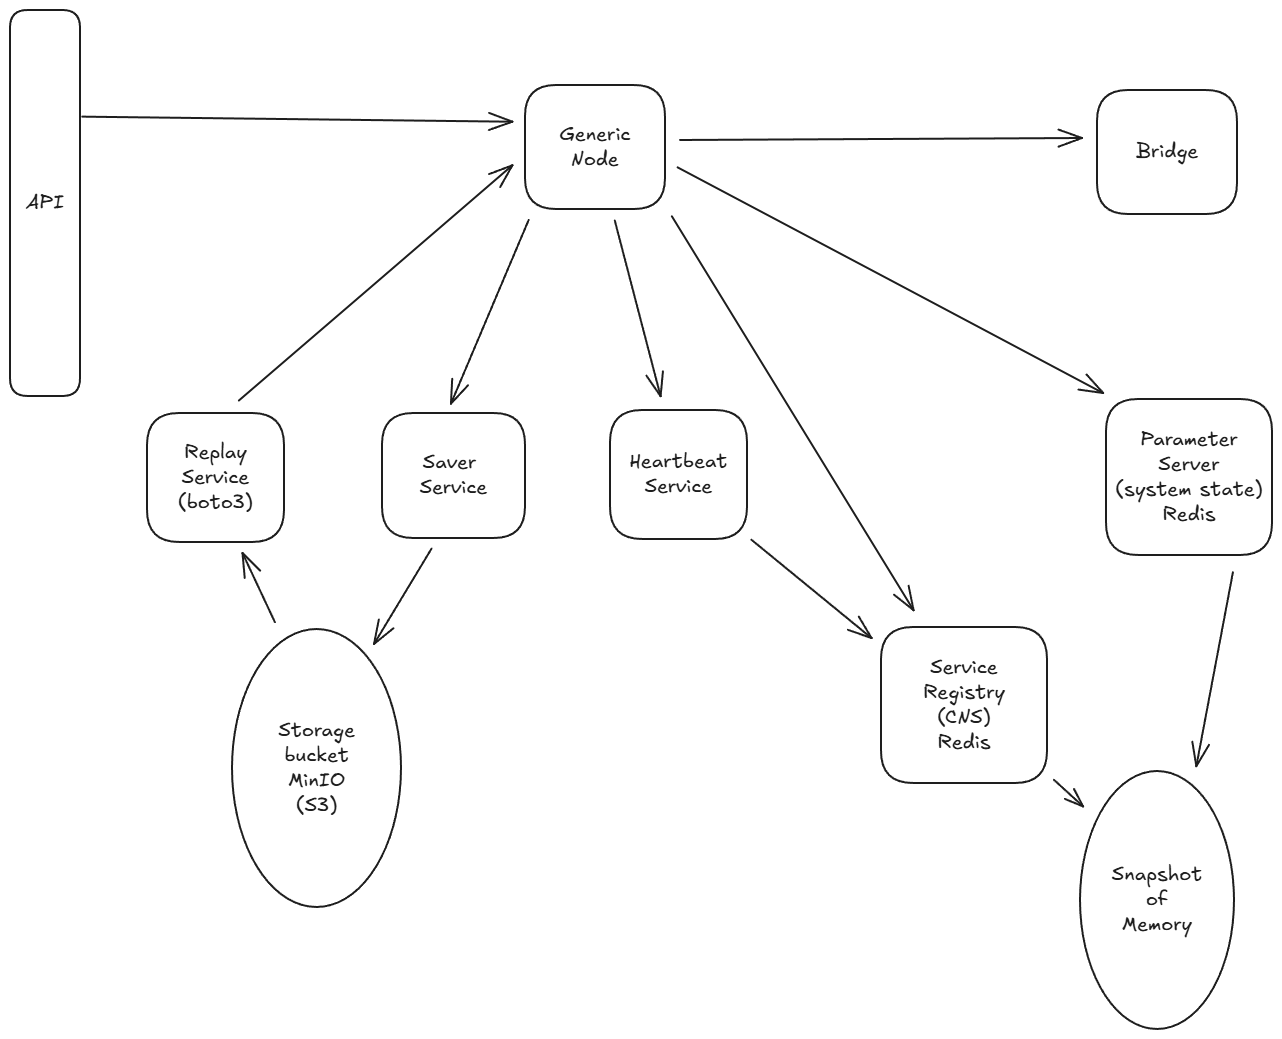 API
Generic
Node
Bridge
Replay
Service
(boto3)
Saver
Service
Heartbeat
Service
Parameter
Server
(system state)
Redis
Service
Registry
(CNS)
Redis
Storage
bucket
MinIO
(S3)
Snapshot
of
Memory